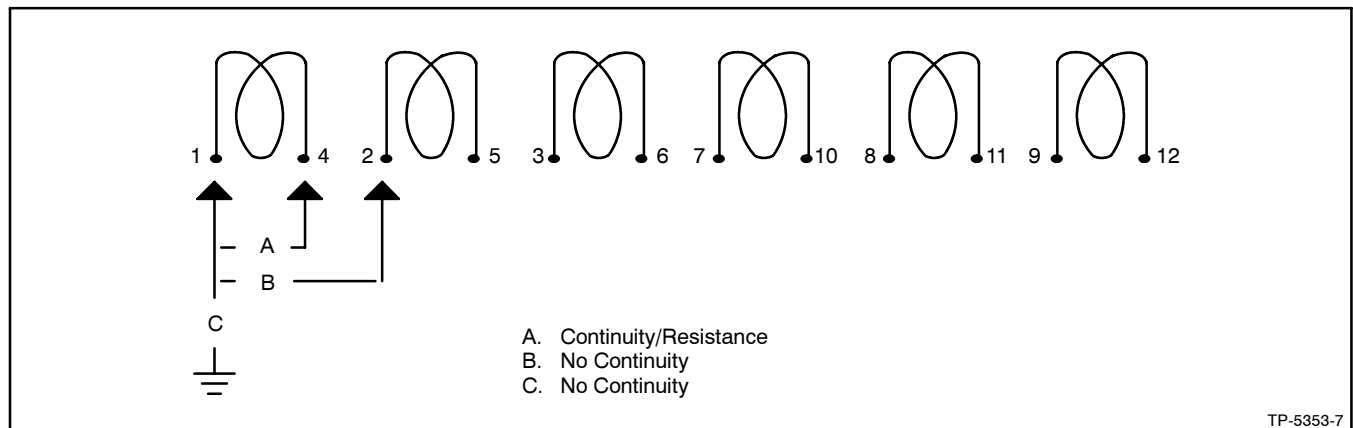 1 4 2 5 3 6 7 10 8 11 9 12
A
B
C
A. Continuity/Resistance
B. No Continuity
C. No Continuity
TP-5353-7